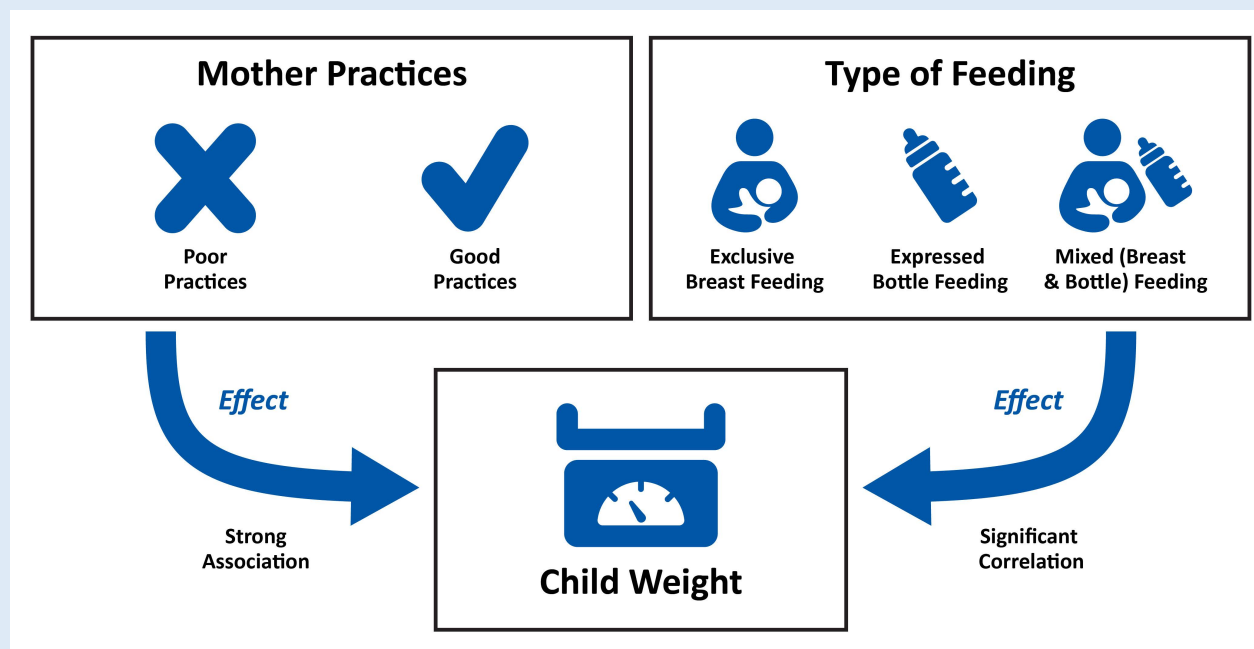 Mother Practices
Poor
Practices
Good
Practices
Type of Feeding
Exclusive
Breast Feeding
Expressed
Bottle Feeding
Mixed (Breast
& Bottle) Feeding
Effect
Strong
Association
Effect
Significant
Correlation
Child Weight